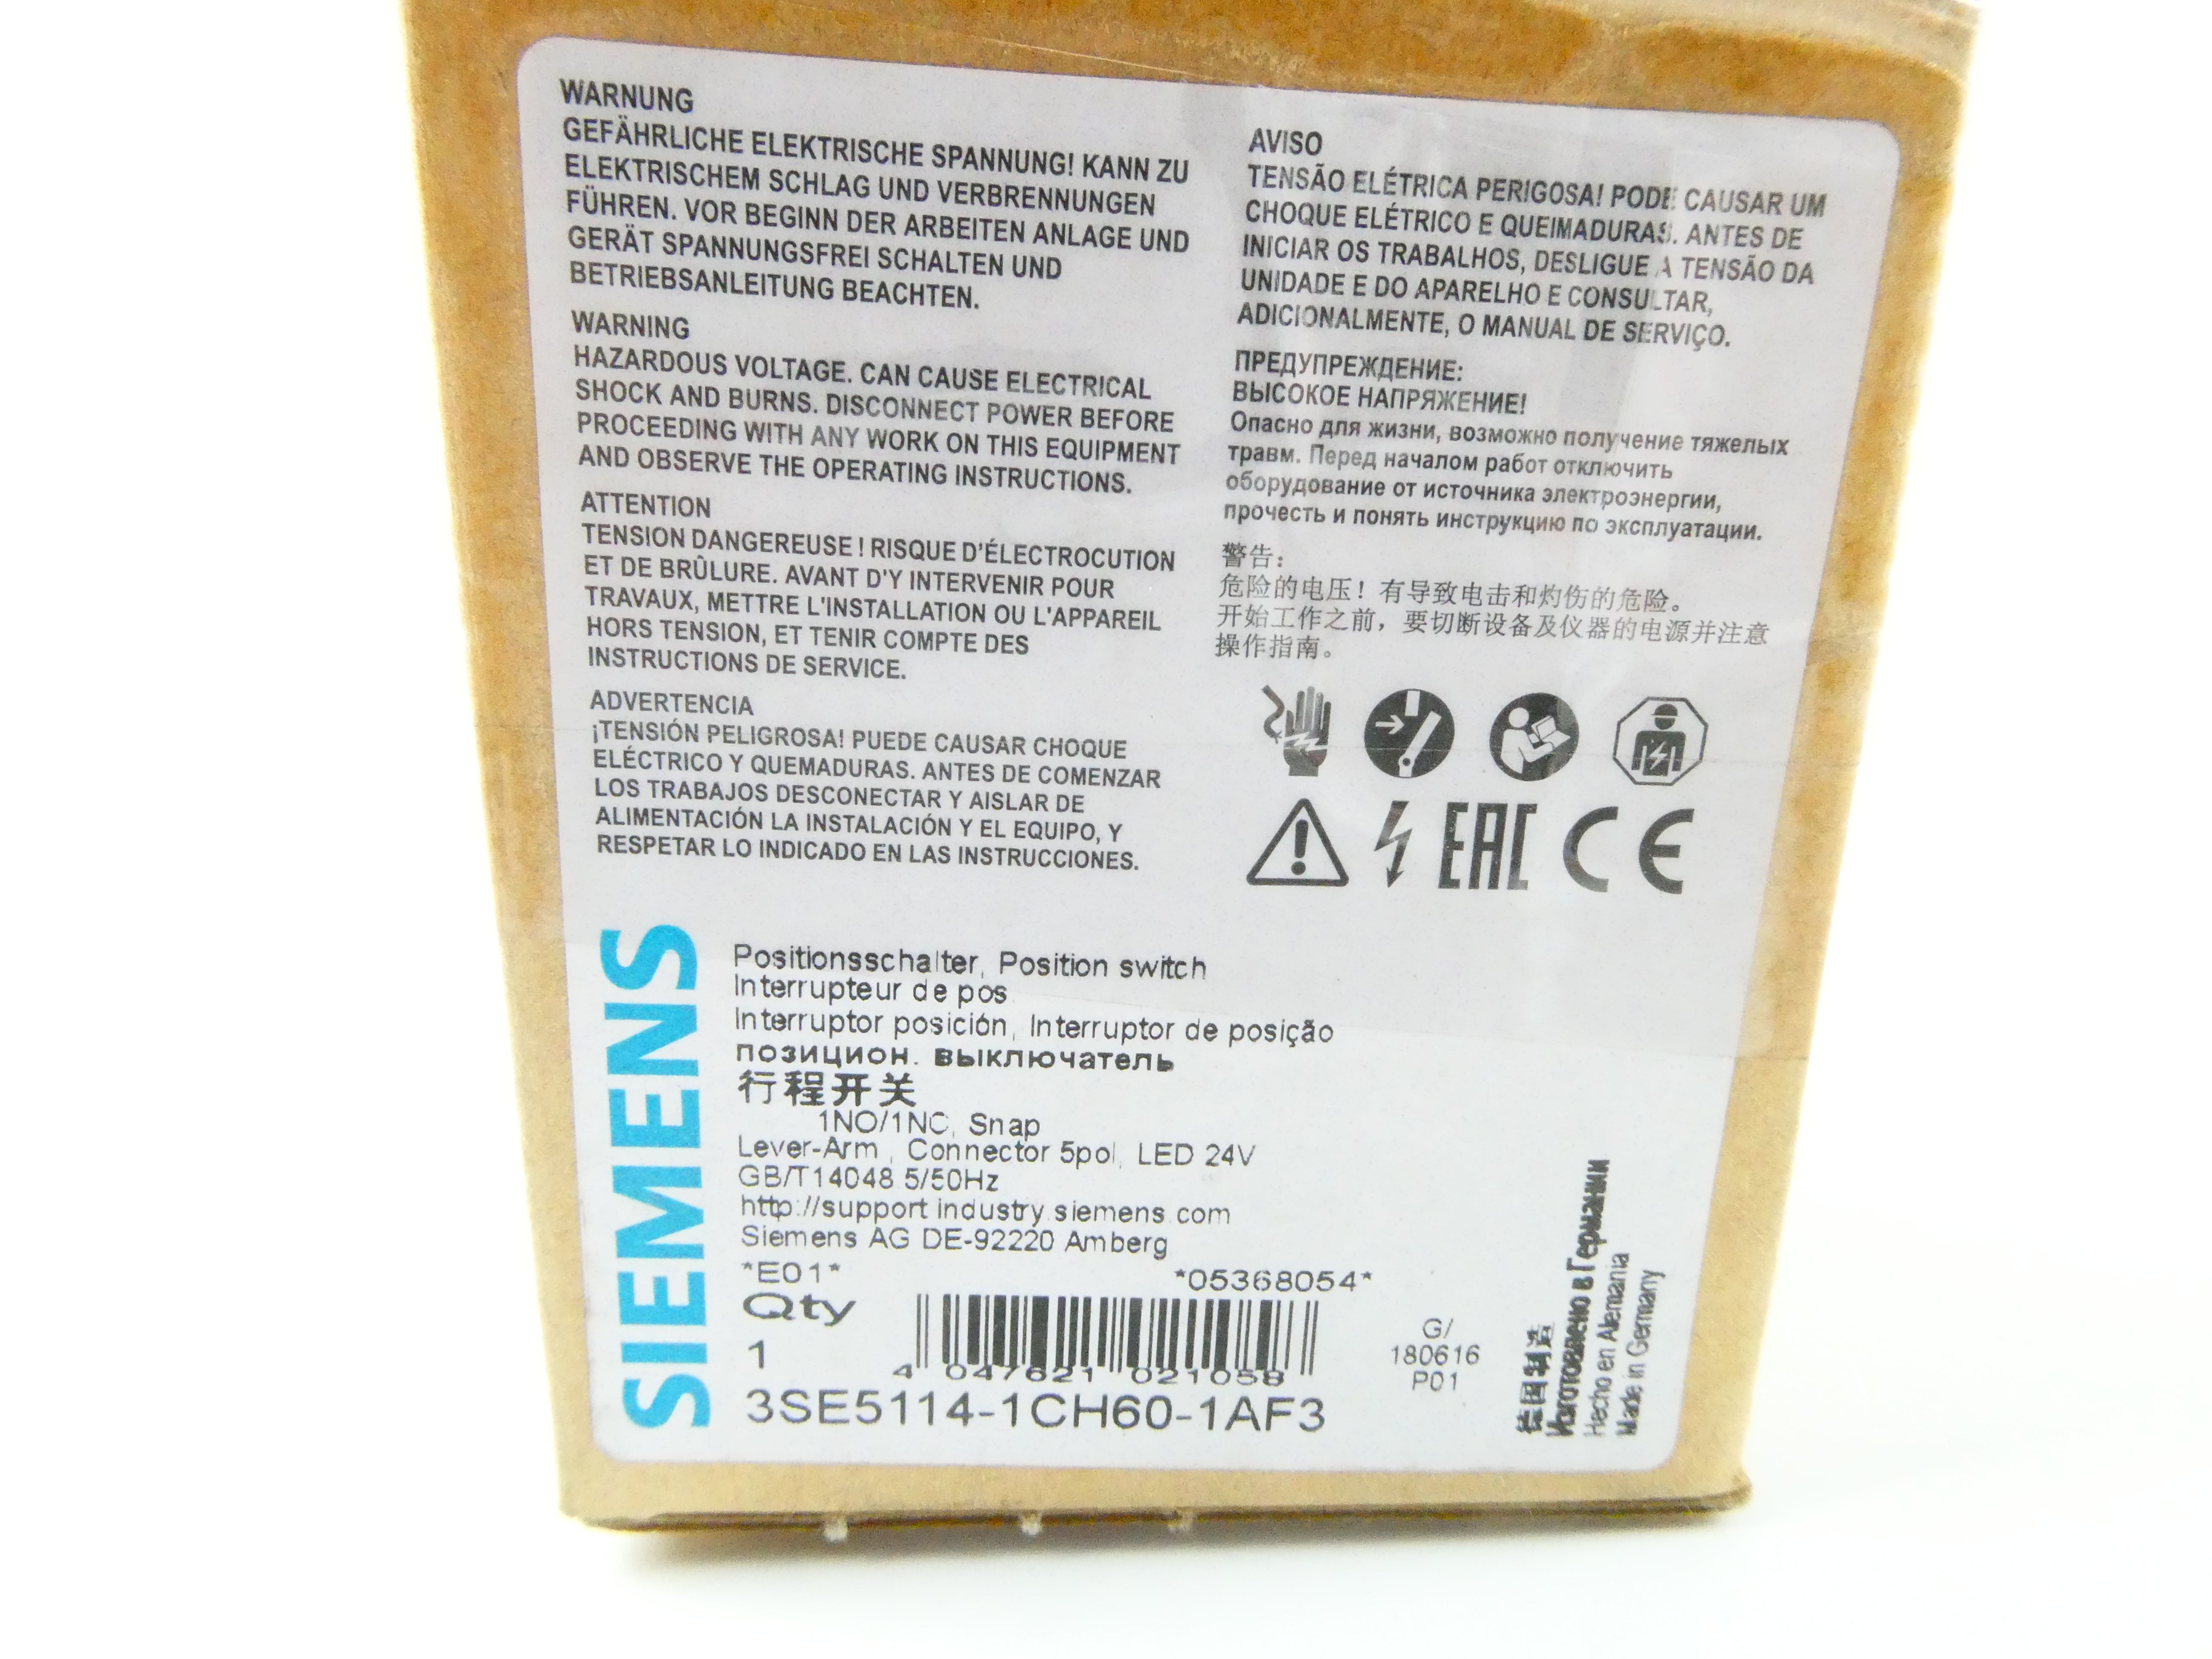 WARNUNG
GEFÄHRLICHE ELEKTRISCHE SPANNUNG! KANN ZU
ELEKTRISCHEM SCHLAG UND VERBRENNUNGEN
FÜHREN. VOR BEGINN DER ARBEITEN ANLAGE UND
GERÄT SPANNUNGSFREI SCHALTEN UND
BETRIEBSANLEITUNG BEACHTEN.
WARNING
HAZARDOUS VOLTAGE. CAN CAUSE ELECTRICAL
SHOCK AND BURNS. DISCONNECT POWER BEFORE
PROCEEDING WITH ANY WORK ON THIS EQUIPMENT
AND OBSERVE THE OPERATING INSTRUCTIONS.
ATTENTION
TENSION DANGEREUSE ! RISQUE D'ÉLECTROCUTION
ET DE BRÛLURE. AVANT D'Y INTERVENIR POUR
TRAVAUX, METTRE L'INSTALLATION OU L'APPAREIL
HORS TENSION, ET TENIR COMPTE DES
INSTRUCTIONS DE SERVICE.
ADVERTENCIA
¡TENSIÓN PELIGROSA! PUEDE CAUSAR CHOQUE
ELÉCTRICO Y QUEMADURAS. ANTES DE COMENZAR
LOS TRABAJOS DESCONECTAR Y AISLAR DE
ALIMENTACIÓN LA INSTALACIÓN Y EL EQUIPO, Y
RESPETAR LO INDICADO EN LAS INSTRUCCIONES.
AVISO
TENSÃO ELÉTRICA PERIGOSA! PODE CAUSAR UM
CHOQUE ELÉTRICO E QUEIMADURAS. ANTES DE
INICIAR OS TRABALHOS, DESLIGUE A TENSÃO DA
UNIDADE E DO APARELHO E CONSULTAR,
ADICIONALMENTE, O MANUAL DE SERVIÇO.
ПРЕДУПРЕЖДЕНИЕ:
ВЫСОКОЕ НАПРЯЖЕНИЕ!
Опасно для жизни, возможно получение тяжелых
травм. Перед началом работ отключить
оборудование от источника электроэнергии,
прочесть и понять инструкцию по эксплуатации.
警告：
危险的电压！有导致电击和灼伤的危险。
开始工作之前，要切断设备及仪器的电源并注意
操作指南。
EAC CE
SIEMENS
Positionsschalter, Position switch
Interrupteur de pos
Interruptor posición, Interruptor de posição
позицион. выключатель
行程开关
1NO/1NC, Snap
Lever-Arm , Connector 5pol, LED 24V
GB/T14048.5/50Hz
http://support.industry.siemens.com
Siemens AG DE-92220 Amberg
*E01* *05368054*
Qty
1
4 047621 021058
3SE5114-1CH60-1AF3
G/
180616
P01
德国制造
Изготовлено в Германии
Hecho en Alemania
Made in Germany